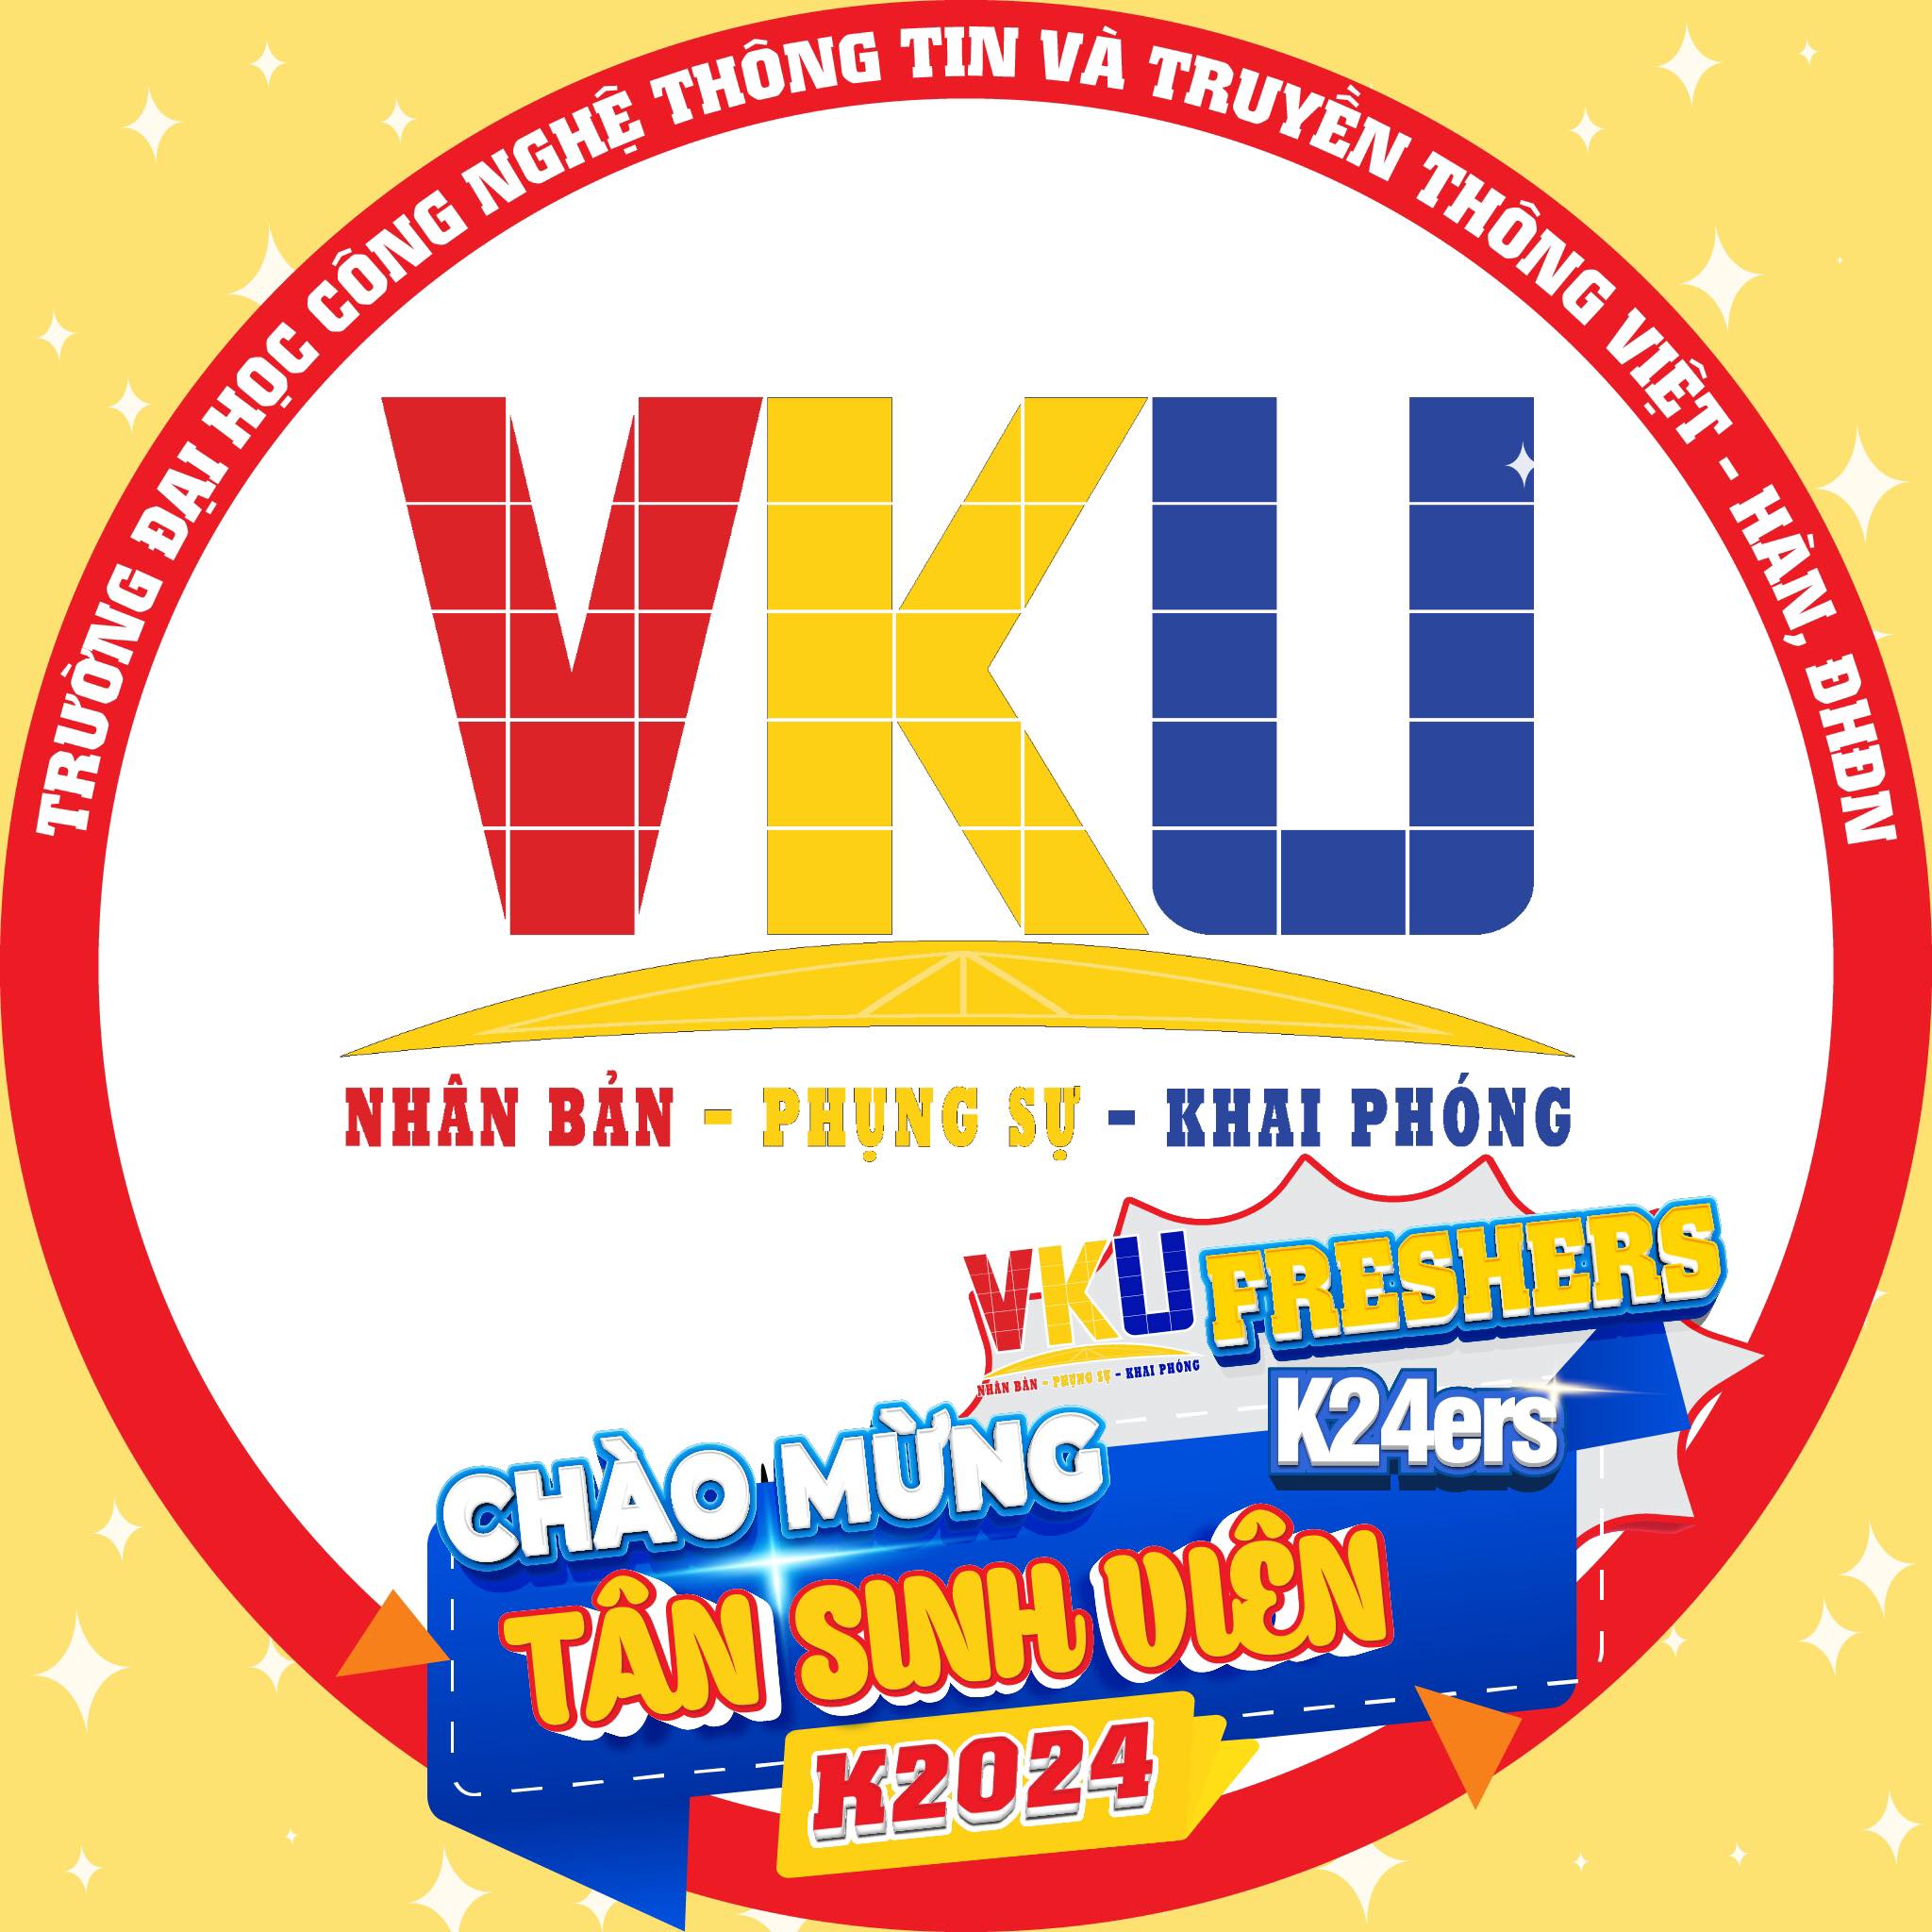 TRƯỜNG ĐẠI HỌC CÔNG NGHỆ THÔNG TIN VÀ TRUYỀN THÔNG VIỆT - HÀN, ĐHĐN
VKU
NHÂN BẢN - PHỤNG SỰ - KHAI PHÓNG
VKU FRESHERS
NHÂN BẢN - PHỤNG SỰ - KHAI PHÓNG
K24ers
CHÀO MỪNG
TÂN SINH VIÊN
K2024